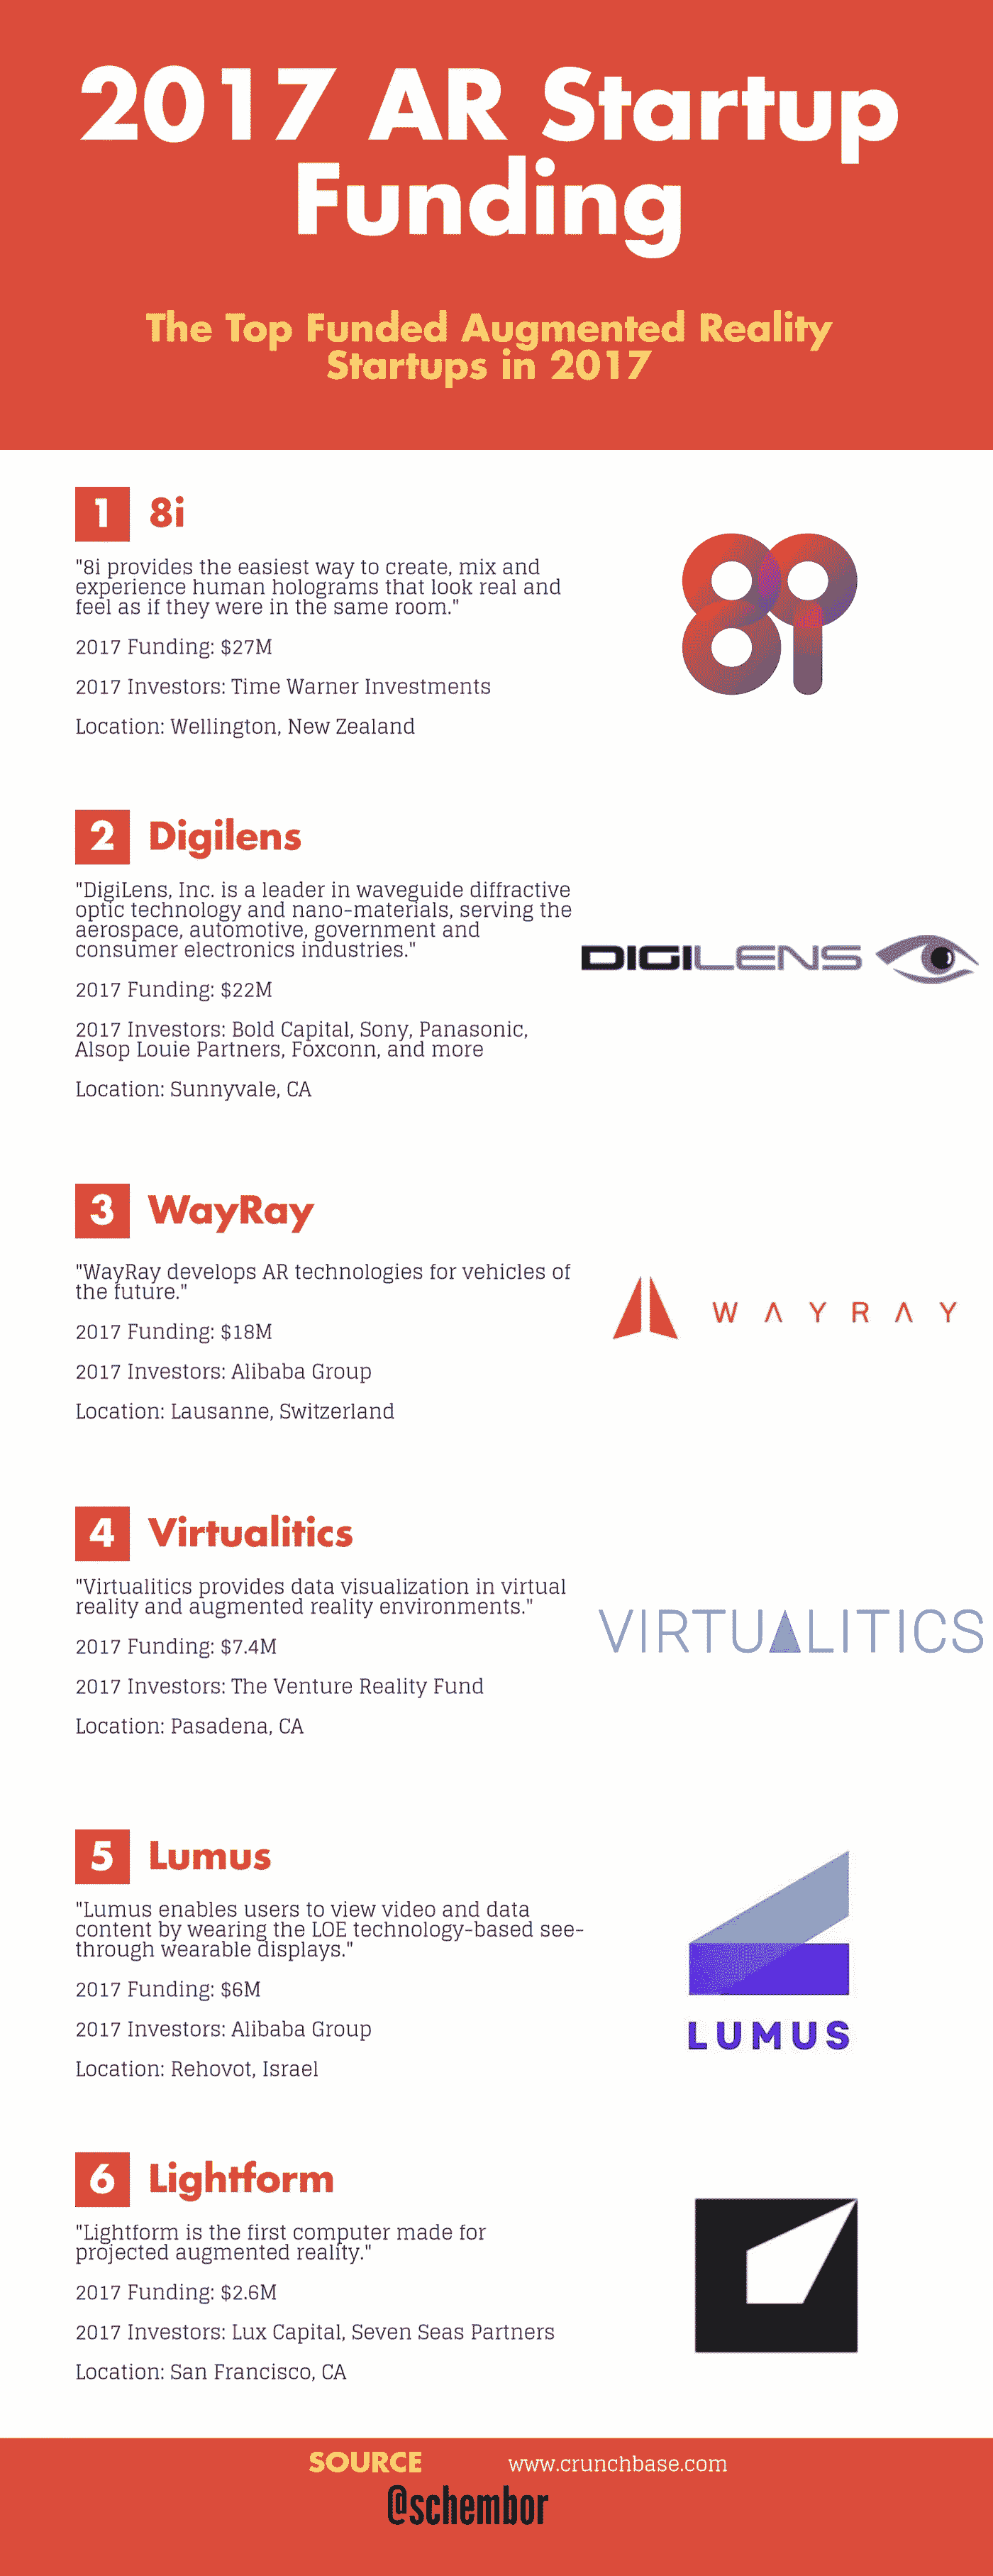 2017 AR Startup
Funding
The Top Funded Augmented Reality
Startups in 2017
1 8i
"8i provides the easiest way to create, mix and
experience human holograms that look real and
feel as if they were in the same room."
2017 Funding: $27M
2017 Investors: Time Warner Investments
Location: Wellington, New Zealand
8i
2 Digilens
"DigiLens, Inc. is a leader in waveguide diffractive
optic technology and nano-materials, serving the
aerospace, automotive, government and
consumer electronics industries."
2017 Funding: $22M
2017 Investors: Bold Capital, Sony, Panasonic,
Alsop Louie Partners, Foxconn, and more
Location: Sunnyvale, CA
DIGILENS
3 WayRay
"WayRay develops AR technologies for vehicles of
the future."
2017 Funding: $18M
2017 Investors: Alibaba Group
Location: Lausanne, Switzerland
WAYRAY
4 Virtualitics
"Virtualitics provides data visualization in virtual
reality and augmented reality environments."
2017 Funding: $7.4M
2017 Investors: The Venture Reality Fund
Location: Pasadena, CA
VIRTUALITICS
5 Lumus
"Lumus enables users to view video and data
content by wearing the LOE technology-based see-
through wearable displays."
2017 Funding: $6M
2017 Investors: Alibaba Group
Location: Rehovot, Israel
LUMUS
6 Lightform
"Lightform is the first computer made for
projected augmented reality."
2017 Funding: $2.6M
2017 Investors: Lux Capital, Seven Seas Partners
Location: San Francisco, CA
SOURCE www.crunchbase.com
@schembor